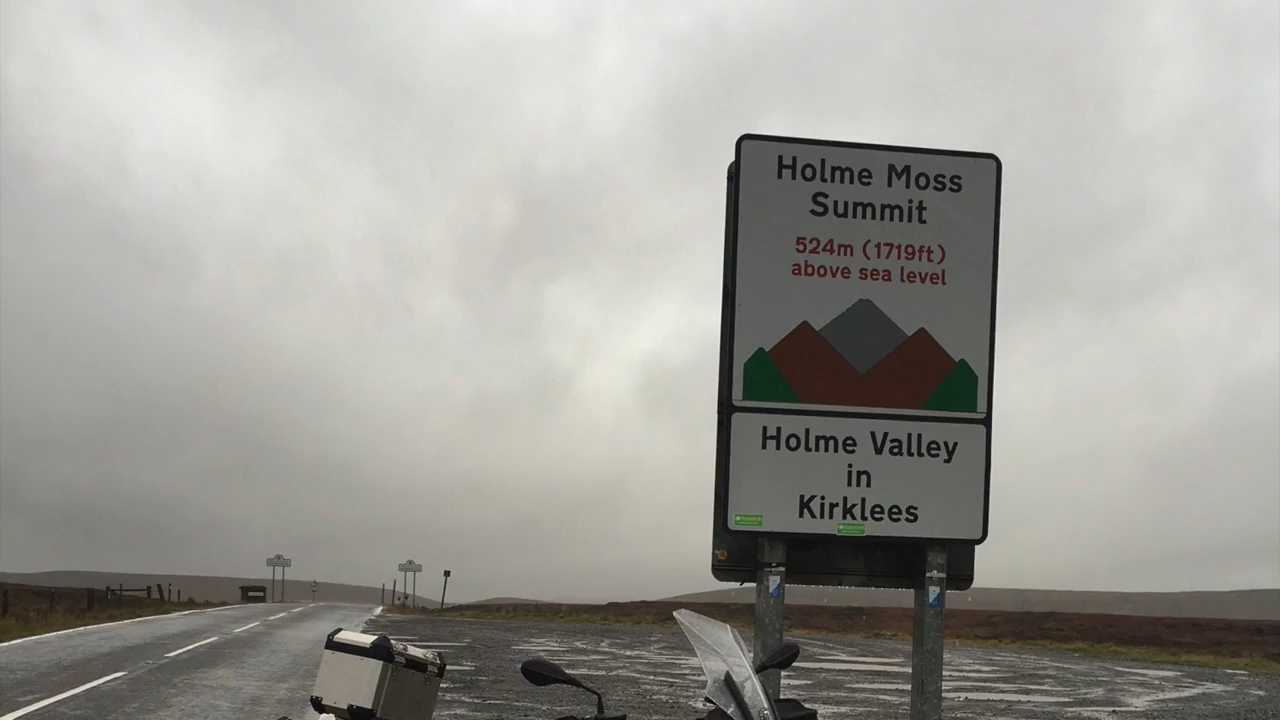 Holme Moss
Summit
524m (1719ft)
above sea level
Holme Valley
in
Kirklees